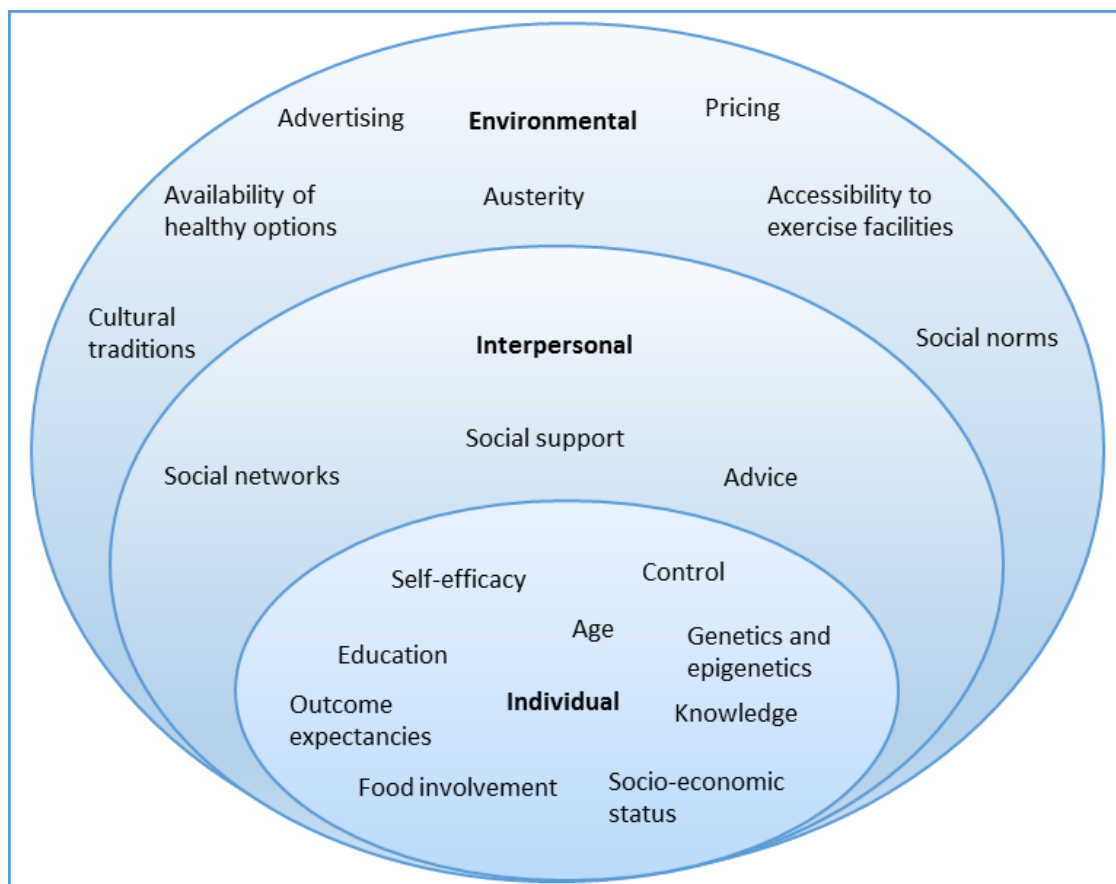 Advertising
Environmental
Pricing
Availability of
healthy options
Austerity
Accessibility to
exercise facilities
Cultural
traditions
Interpersonal
Social norms
Social support
Social networks
Advice
Self-efficacy
Control
Age
Education
Genetics and
epigenetics
Outcome
expectancies
Individual
Knowledge
Food involvement
Socio-economic
status